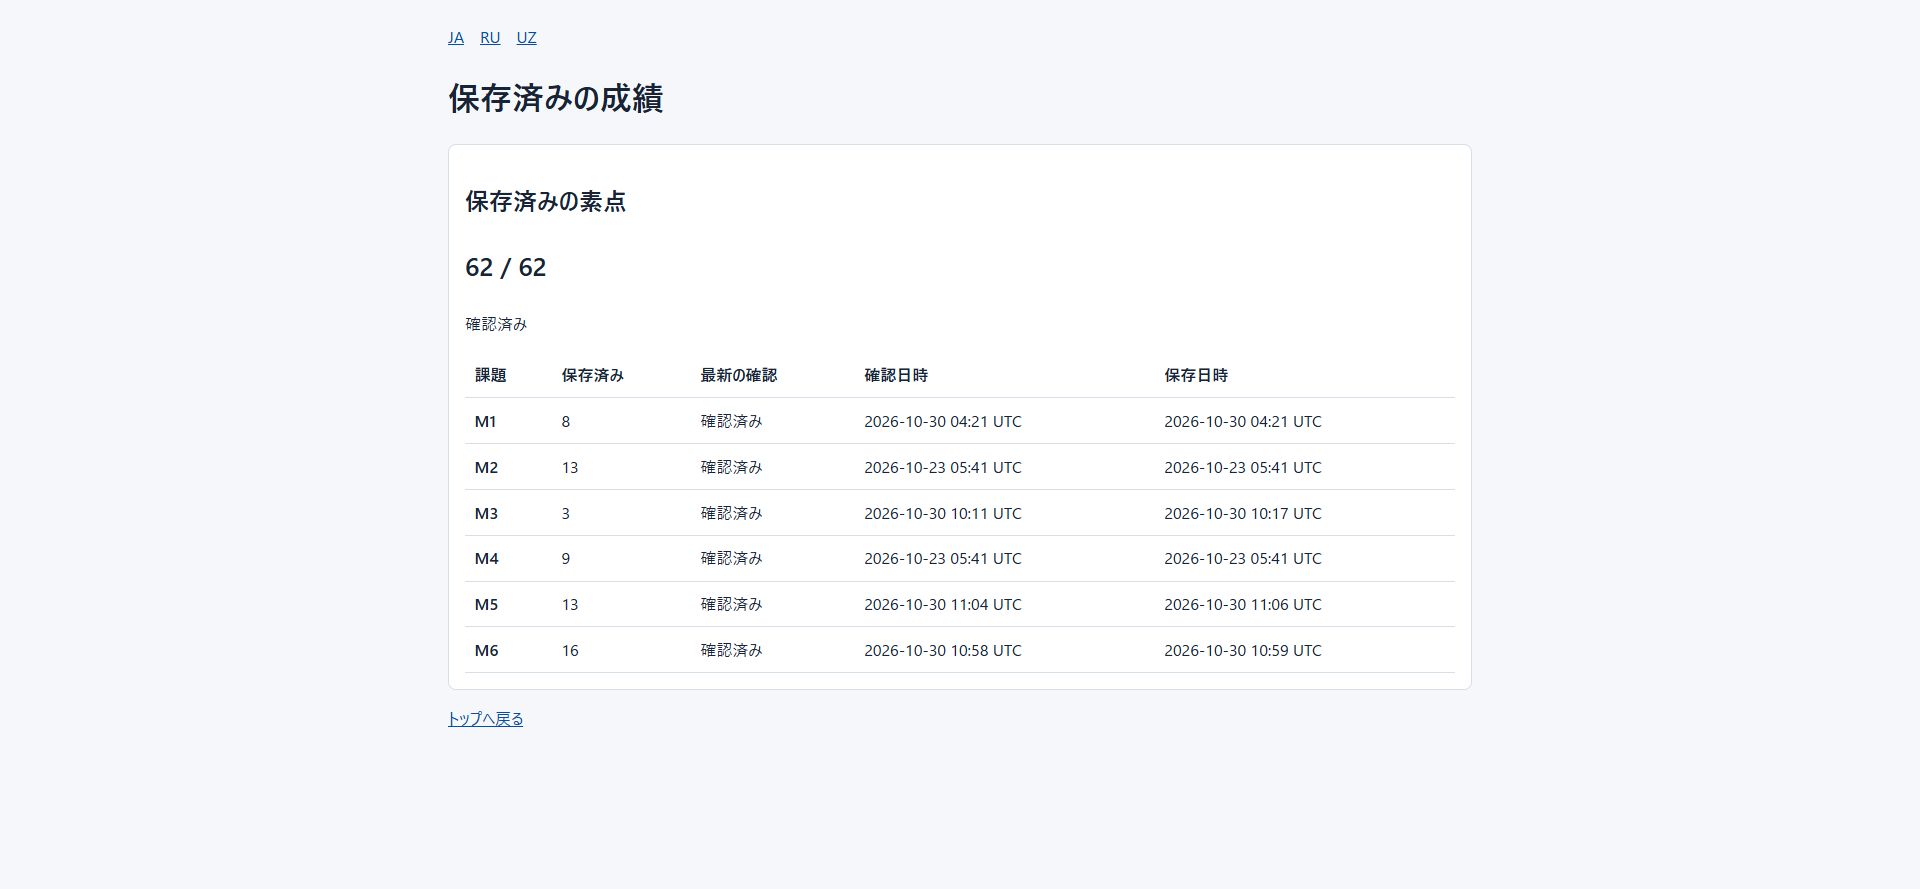 JA RU UZ
保存済みの成績
保存済みの素点
62 / 62
確認済み
課題 保存済み 最新の確認 確認日時 保存日時
M1 8 確認済み 2026-10-30 04:21 UTC 2026-10-30 04:21 UTC
M2 13 確認済み 2026-10-23 05:41 UTC 2026-10-23 05:41 UTC
M3 3 確認済み 2026-10-30 10:11 UTC 2026-10-30 10:17 UTC
M4 9 確認済み 2026-10-23 05:41 UTC 2026-10-23 05:41 UTC
M5 13 確認済み 2026-10-30 11:04 UTC 2026-10-30 11:06 UTC
M6 16 確認済み 2026-10-30 10:58 UTC 2026-10-30 10:59 UTC
トップへ戻る